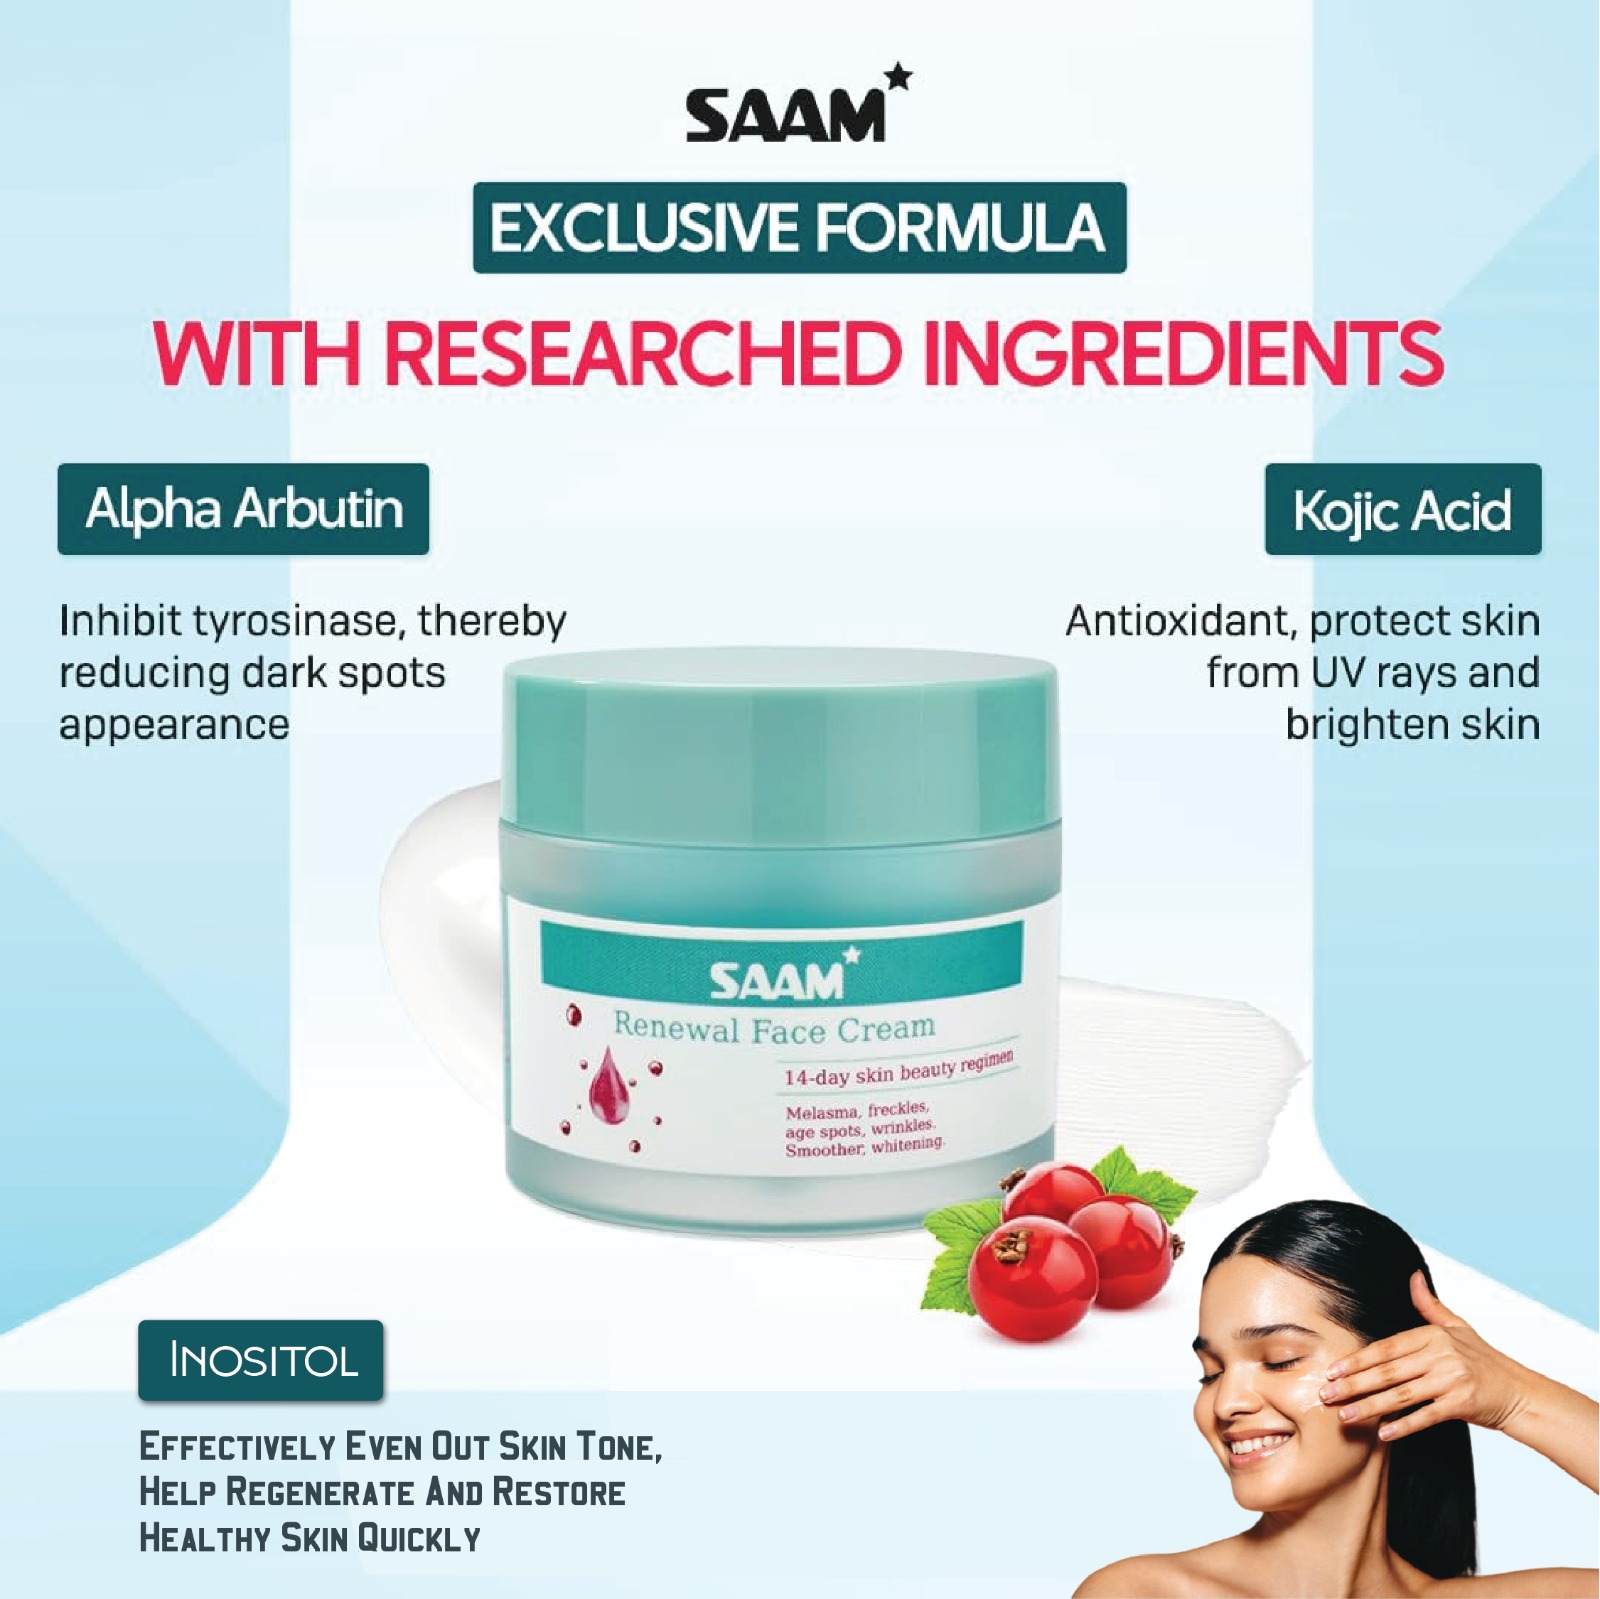 SAAM
EXCLUSIVE FORMULA
WITH RESEARCHED INGREDIENTS
Alpha Arbutin
Inhibit tyrosinase, thereby
reducing dark spots
appearance
Kojic Acid
Antioxidant, protect skin
from UV rays and
brighten skin
SAAM
Renewal Face Cream
14-day skin beauty regimen
Melasma, freckles,
age spots, wrinkles.
Smoother, whitening.
INOSITOL
EFFECTIVELY EVEN OUT SKIN TONE,
HELP REGENERATE AND RESTORE
HEALTHY SKIN QUICKLY